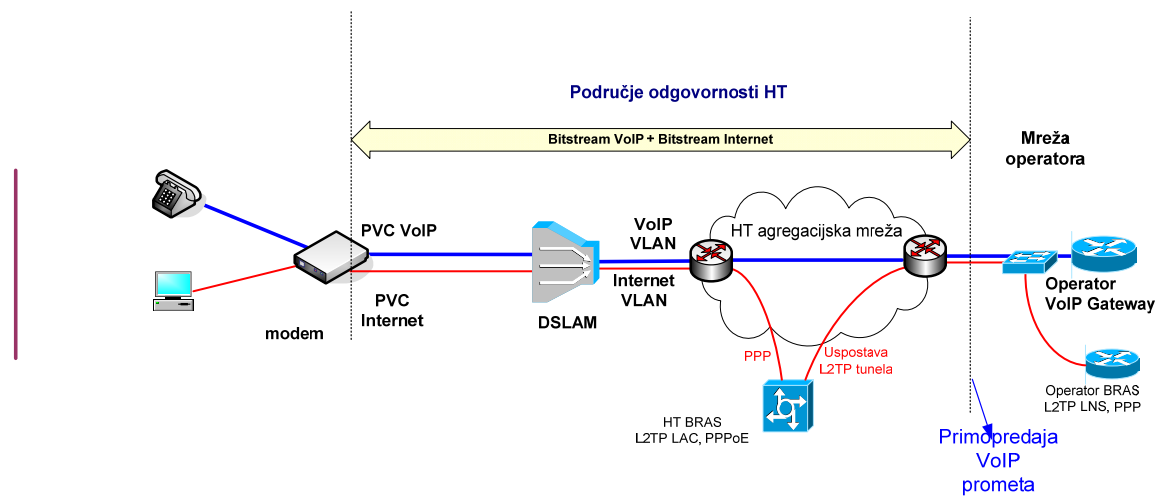 Područje odgovornosti HT
Bitstream VoIP + Bitstream Internet
Mreža
operatora
PVC VoIP
VoIP
VLAN
HT agregacijska mreža
PVC
Internet
Internet
VLAN
modem
DSLAM
Operator
VoIP Gateway
PPP
Uspostava
L2TP tunela
HT BRAS
L2TP LAC, PPPoE
Operator BRAS
L2TP LNS, PPP
Primopredaja
VoIP
prometa